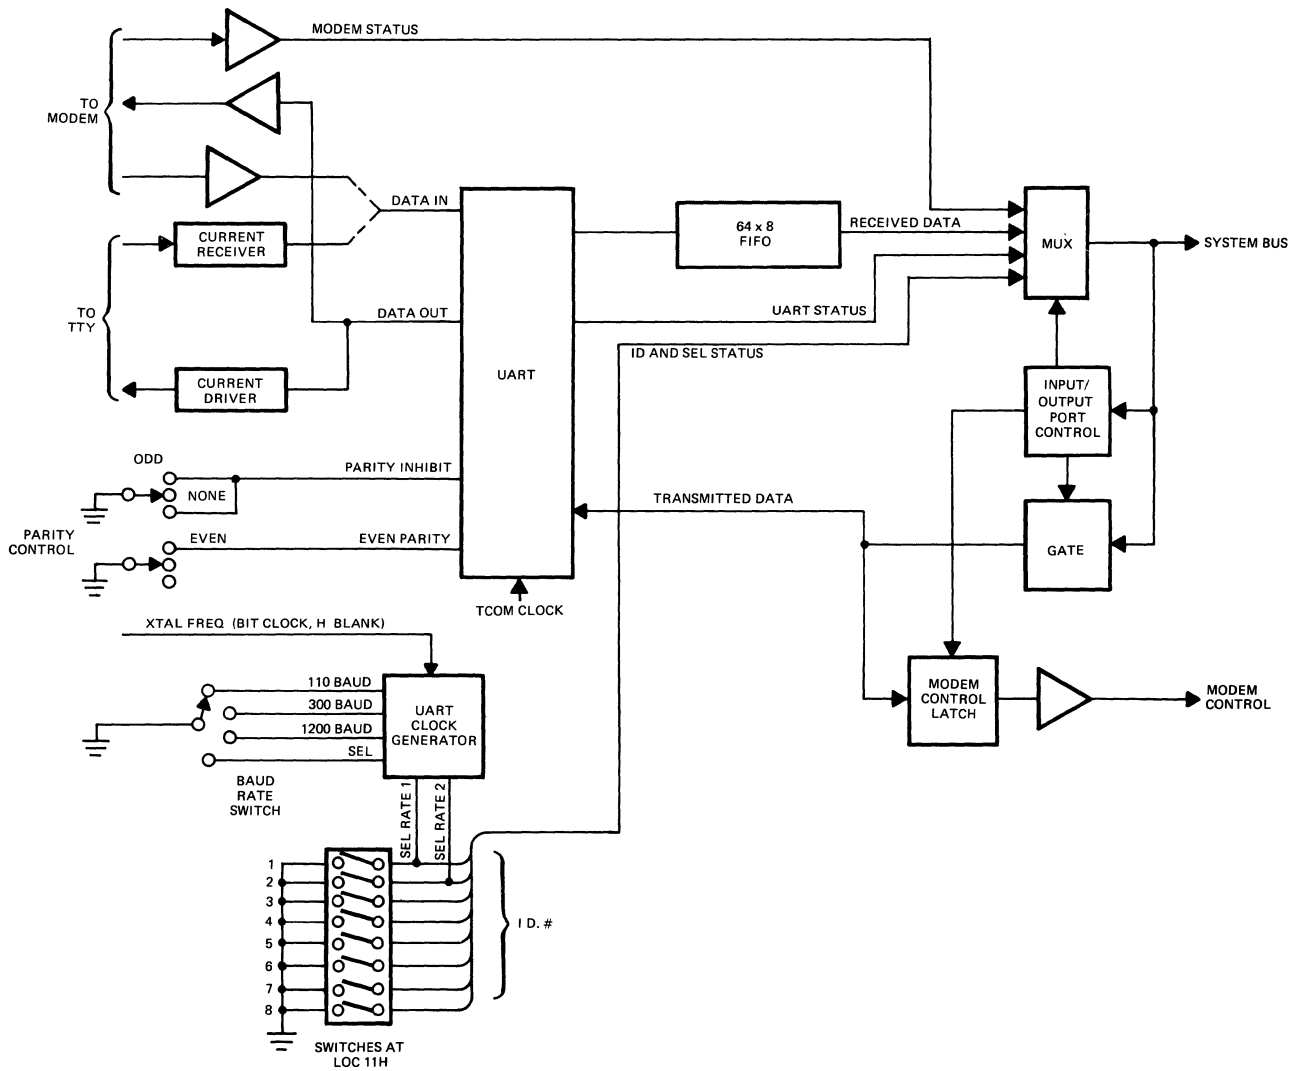 MODEM STATUS
TO
MODEM
DATA IN
CURRENT
RECEIVER
64 x 8
FIFO
RECEIVED DATA
MUX
SYSTEM BUS
TO
TTY
DATA OUT
UART STATUS
ID AND SEL STATUS
CURRENT
DRIVER
UART
INPUT/
OUTPUT
PORT
CONTROL
ODD
NONE
PARITY INHIBIT
TRANSMITTED DATA
PARITY
CONTROL
EVEN
EVEN PARITY
GATE
TCOM CLOCK
XTAL FREQ (BIT CLOCK, H BLANK)
110 BAUD
300 BAUD
1200 BAUD
SEL
UART
CLOCK
GENERATOR
BAUD
RATE
SWITCH
MODEM
CONTROL
LATCH
MODEM
CONTROL
SEL RATE 1
SEL RATE 2
1
2
3
4
5
6
7
8
I D. #
SWITCHES AT
LOC 11H